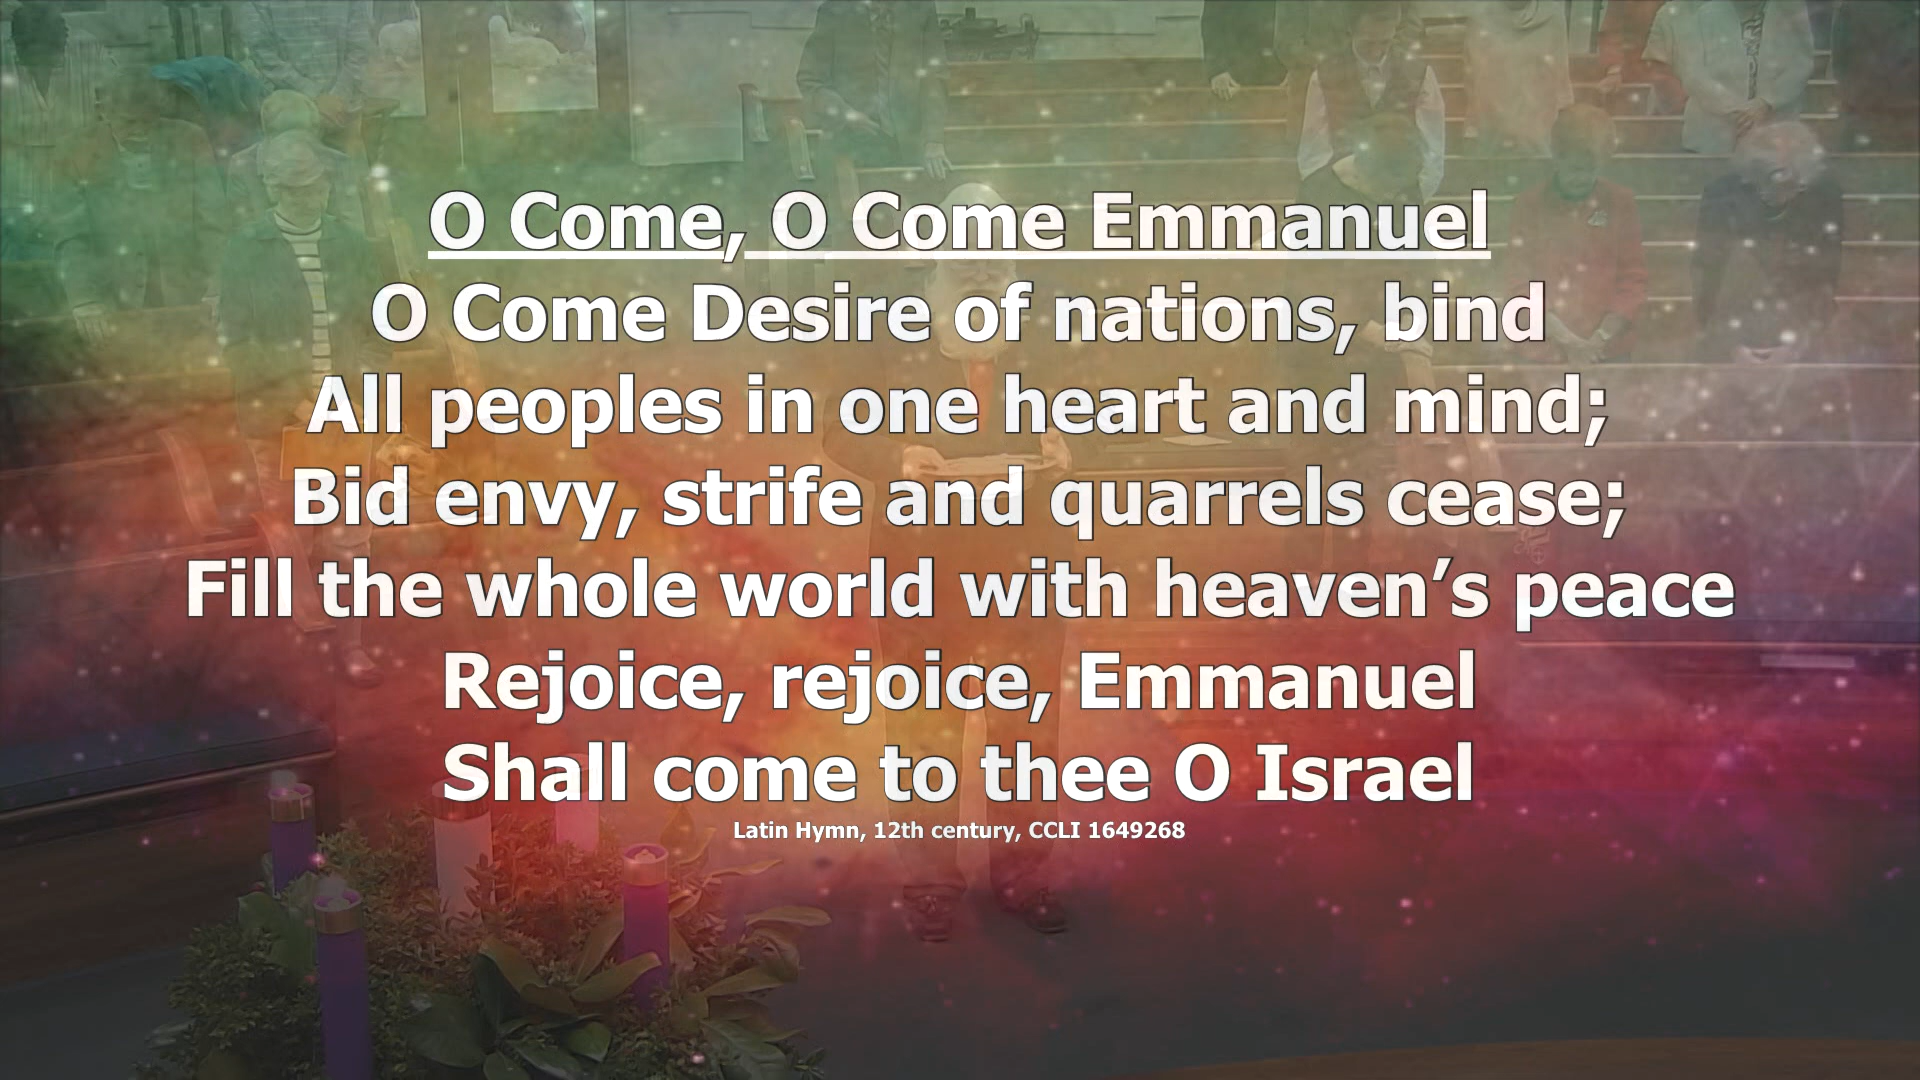 O Come, O Come Emmanuel
O Come Desire of nations, bind
All peoples in one heart and mind;
Bid envy, strife and quarrels cease;
Fill the whole world with heaven’s peace
Rejoice, rejoice, Emmanuel
Shall come to thee O Israel
Latin Hymn, 12th century, CCLI 1649268